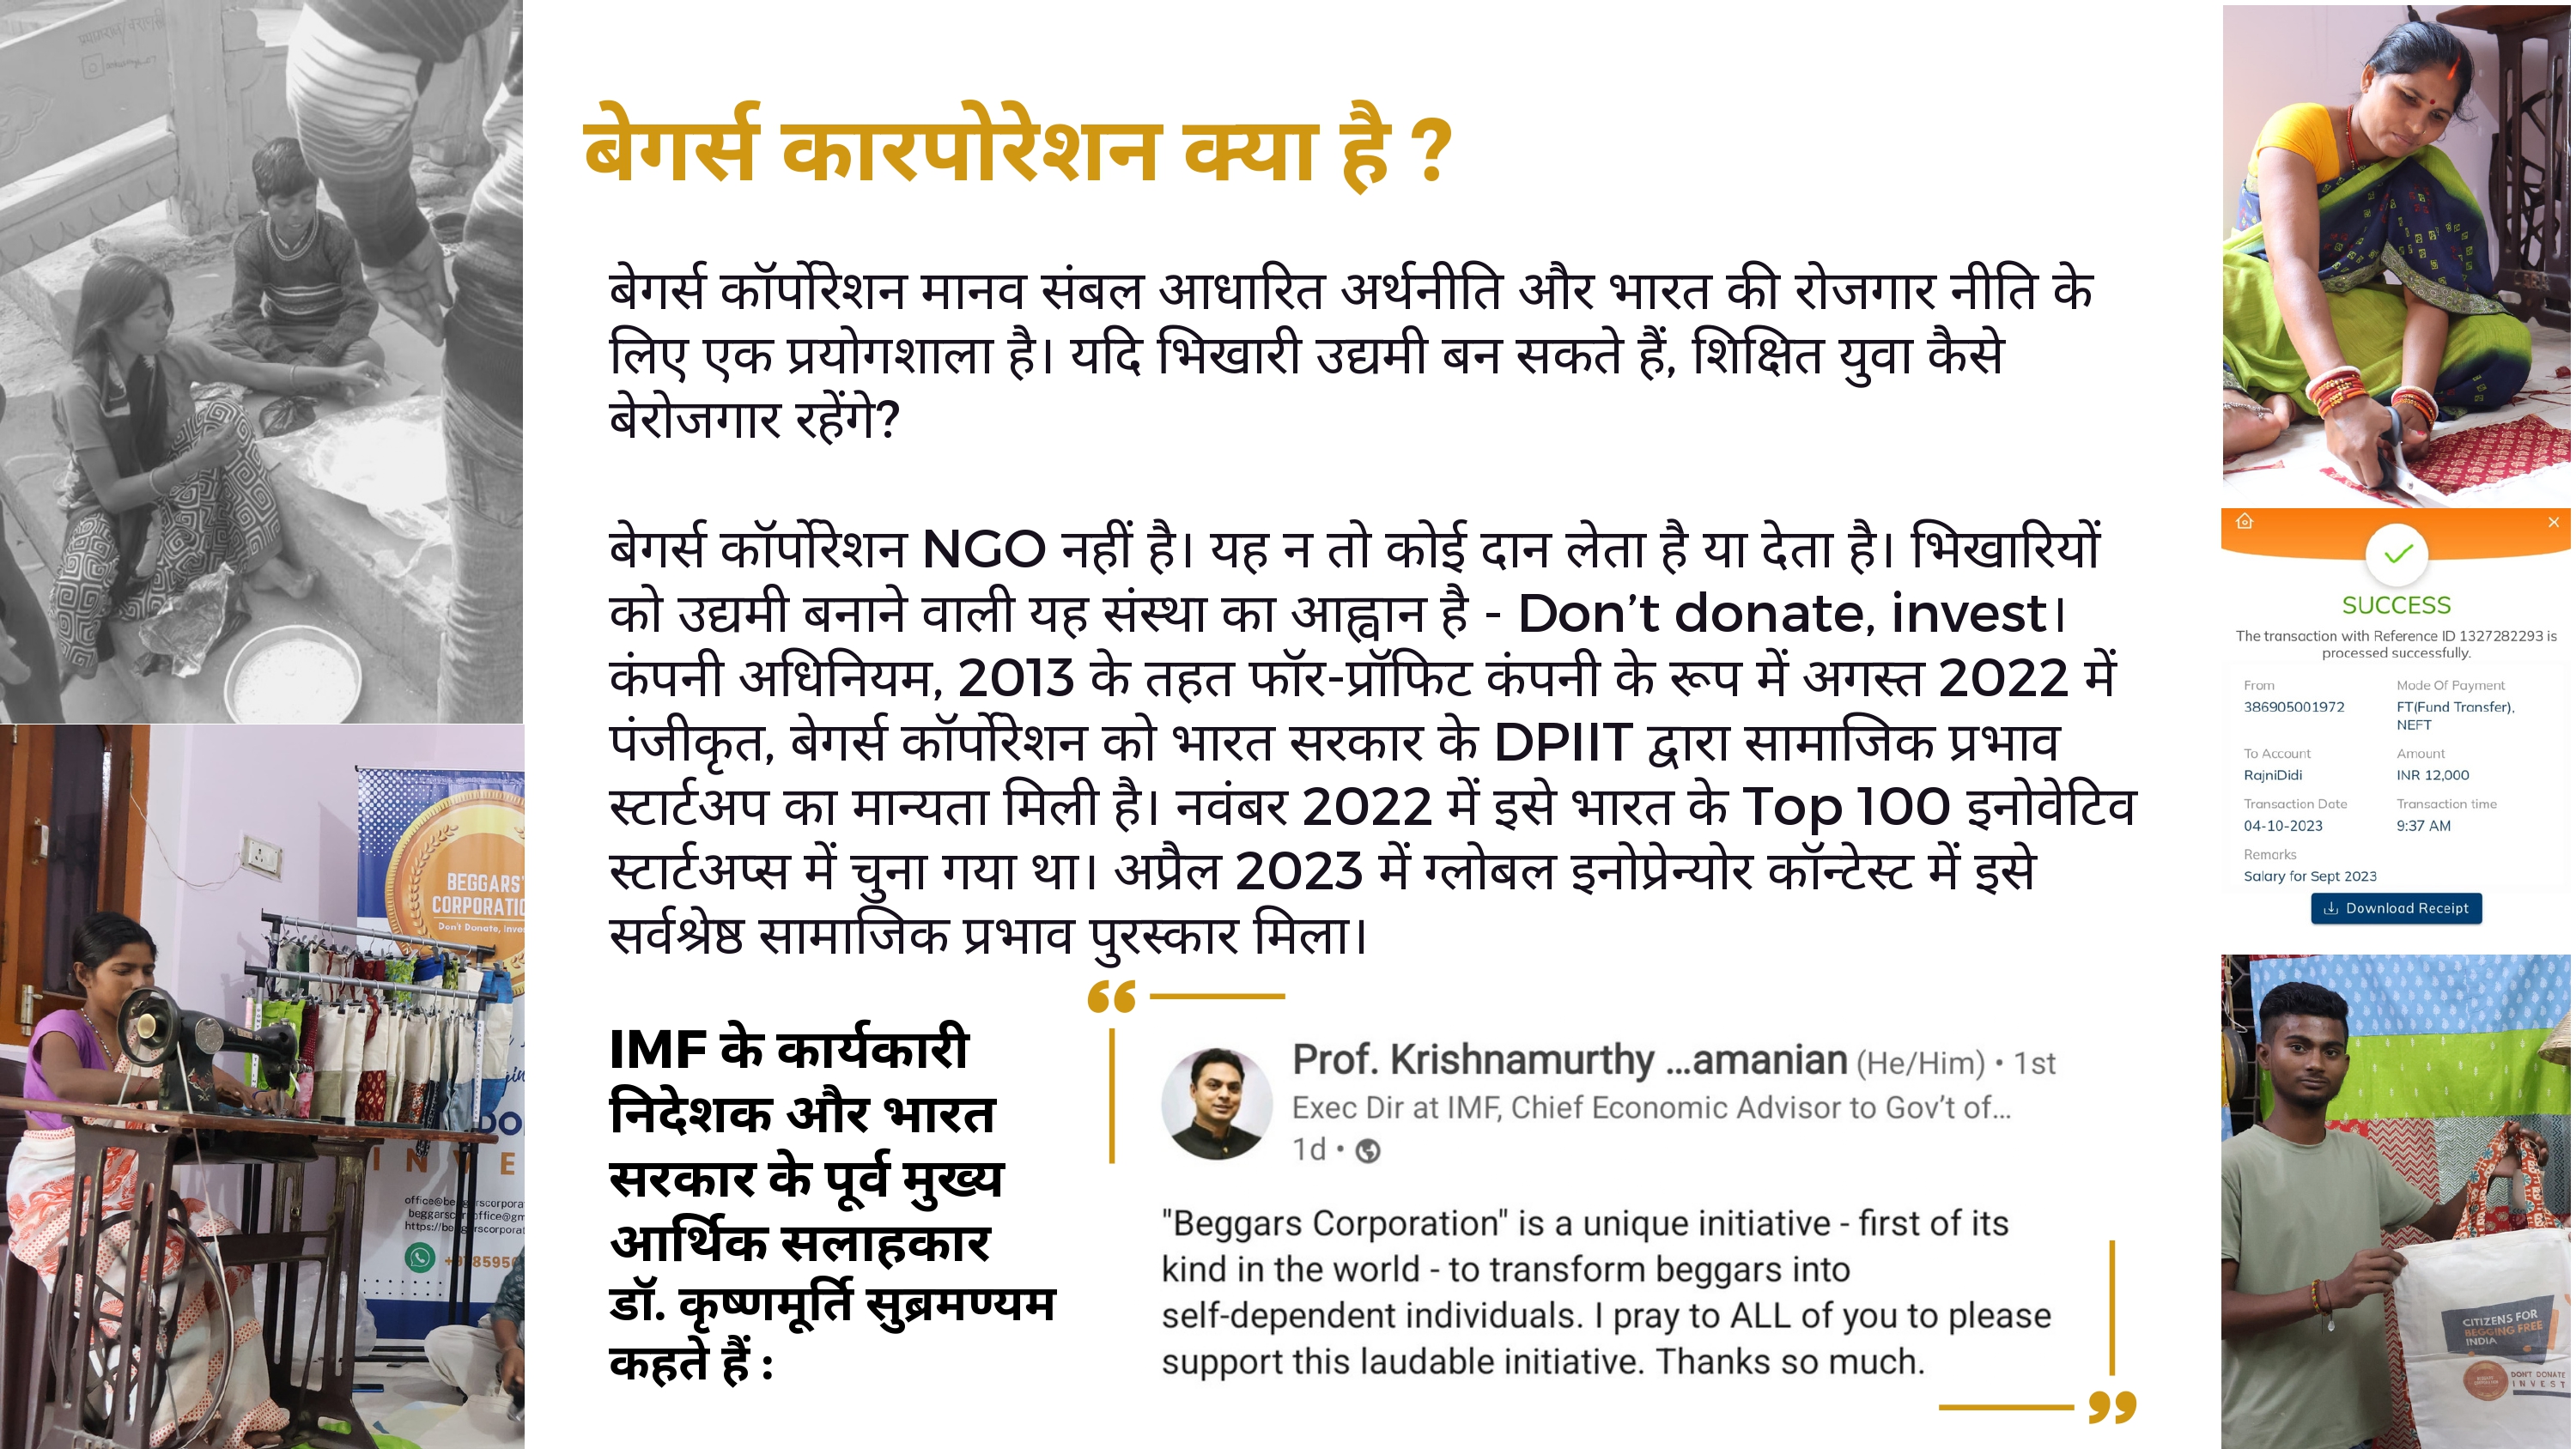 बेगर्स कारपोरेशन क्या है ?
बेगर्स कॉर्पोरेशन मानव संबल आधारित अर्थनीति और भारत की रोजगार नीति के
लिए एक प्रयोगशाला है। यदि भिखारी उद्यमी बन सकते हैं, शिक्षित युवा कैसे
बेरोजगार रहेंगे?
बेगर्स कॉर्पोरेशन NGO नहीं है। यह न तो कोई दान लेता है या देता है। भिखारियों
को उद्यमी बनाने वाली यह संस्था का आह्वान है - Don’t donate, invest।
कंपनी अधिनियम, 2013 के तहत फॉर-प्रॉफिट कंपनी के रूप में अगस्त 2022 में
पंजीकृत, बेगर्स कॉर्पोरेशन को भारत सरकार के DPIIT द्वारा सामाजिक प्रभाव
स्टार्टअप का मान्यता मिली है। नवंबर 2022 में इसे भारत के Top 100 इनोवेटिव
स्टार्टअप्स में चुना गया था। अप्रैल 2023 में ग्लोबल इनोप्रेन्योर कॉन्टेस्ट में इसे
सर्वश्रेष्ठ सामाजिक प्रभाव पुरस्कार मिला।
IMF के कार्यकारी
निदेशक और भारत
सरकार के पूर्व मुख्य
आर्थिक सलाहकार
डॉ. कृष्णमूर्ति सुब्रमण्यम
कहते हैं :
“
Prof. Krishnamurthy ...amanian (He/Him) • 1st
Exec Dir at IMF, Chief Economic Advisor to Gov’t of...
1d •
"Beggars Corporation" is a unique initiative - first of its
kind in the world - to transform beggars into
self-dependent individuals. I pray to ALL of you to please
support this laudable initiative. Thanks so much.
”
BEGGARS'
CORPORATIO
Don't Donate, Inves
DO
I N V E
office@be rscorporat
beggarsc office@gm
https://be rscorporat
8595
SUCCESS
The transaction with Reference ID 1327282293 is
processed successfully.
From
386905001972
Mode Of Payment
FT(Fund Transfer),
NEFT
To Account
RajniDidi
Amount
INR 12,000
Transaction Date
04-10-2023
Transaction time
9:37 AM
Remarks
Salary for Sept 2023
Download Receipt
CITIZENS FOR
BEGGING FREE
INDIA
DON'T DONATE
INVEST